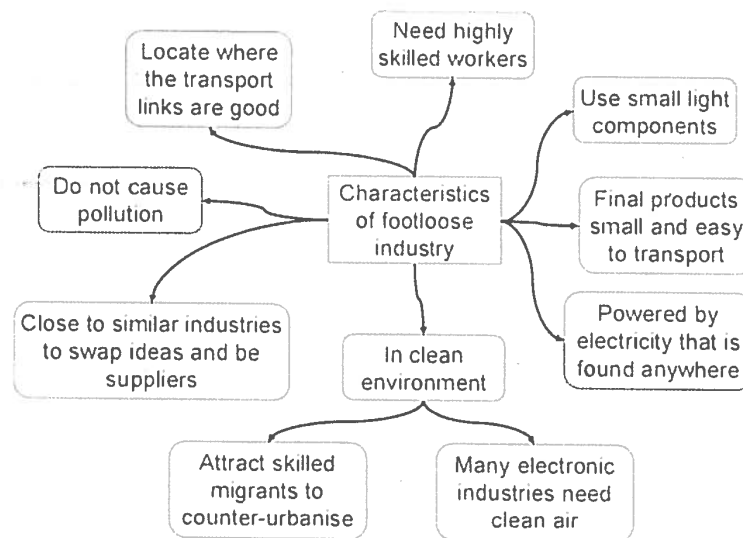 Need highly
skilled workers
Locate where
the transport
links are good
Use small light
components
Do not cause
pollution
Characteristics
of footloose
industry
Final products
small and easy
to transport
Close to similar industries
to swap ideas and be
suppliers
In clean
environment
Powered by
electricity that is
found anywhere
Attract skilled
migrants to
counter-urbanise
Many electronic
industries need
clean air